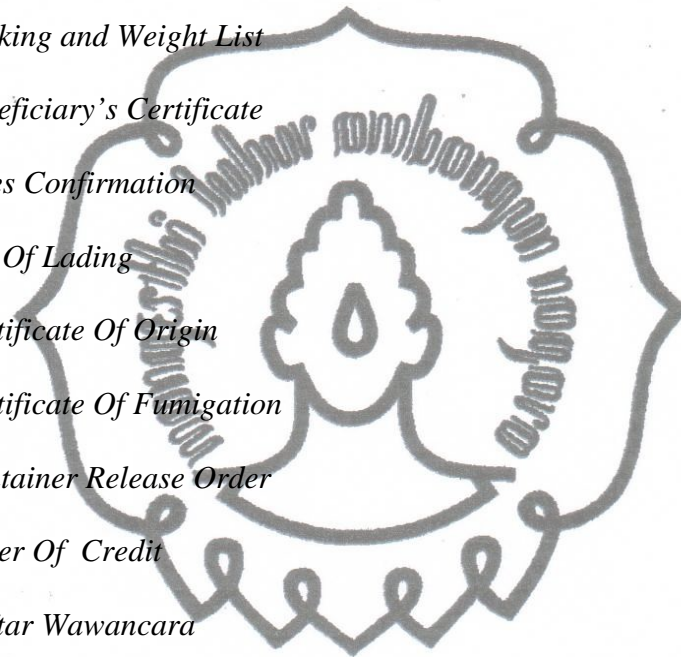 king and Weight List
eficiary's Certificate
es Confirmation
Of Lading
tificate Of Origin
tificate Of Fumigation
tainer Release Order
er Of Credit
tar Wawancara